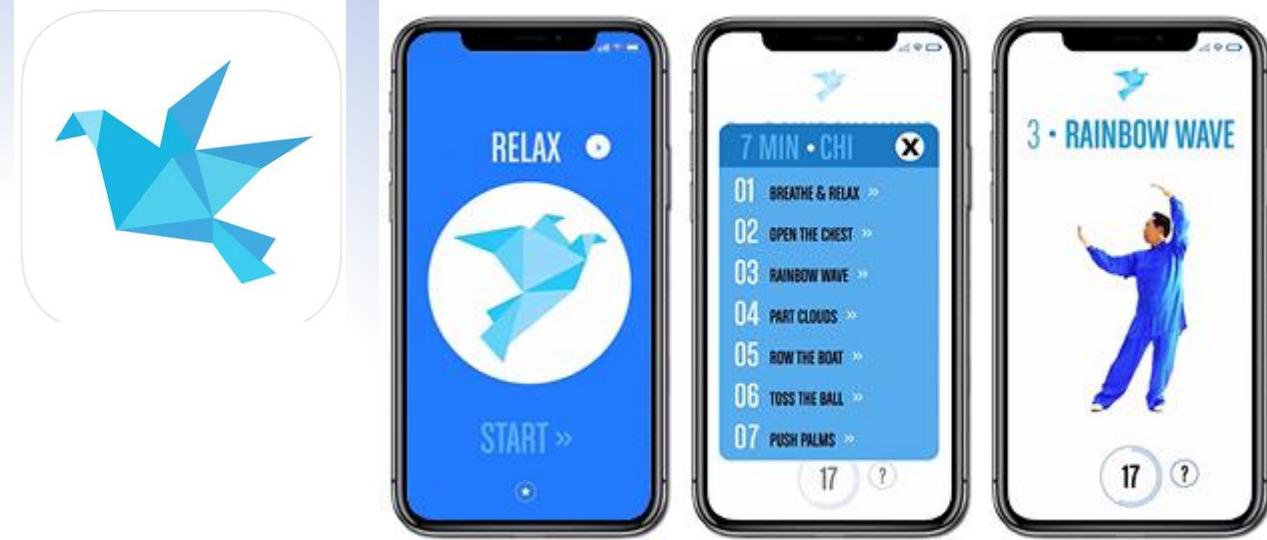 RELAX
START »
7 MIN • CHI X
01 BREATHE & RELAX »
02 OPEN THE CHEST »
03 RAINBOW WAVE »
04 PART CLOUDS »
05 ROW THE BOAT »
06 TOSS THE BALL »
07 PUSH PALMS »
17 ?
3 • RAINBOW WAVE
17 ?